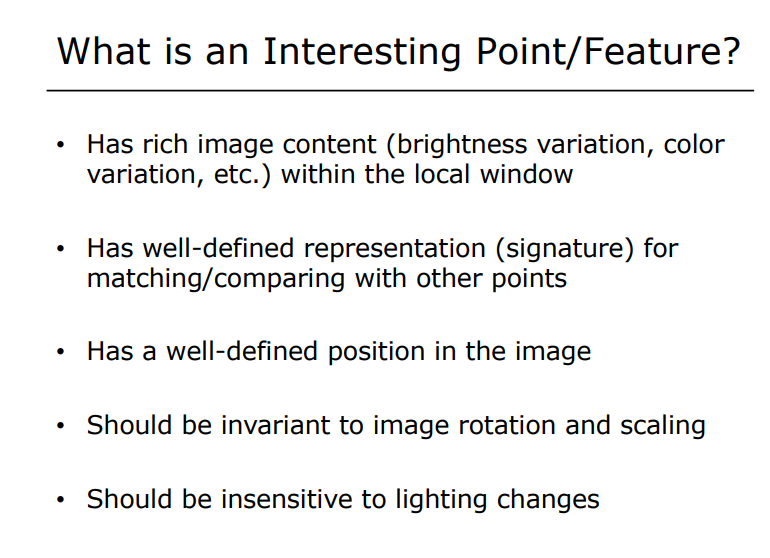 What is an Interesting Point/Feature?
• Has rich image content (brightness variation, color
variation, etc.) within the local window
• Has well-defined representation (signature) for
matching/comparing with other points
• Has a well-defined position in the image
• Should be invariant to image rotation and scaling
• Should be insensitive to lighting changes